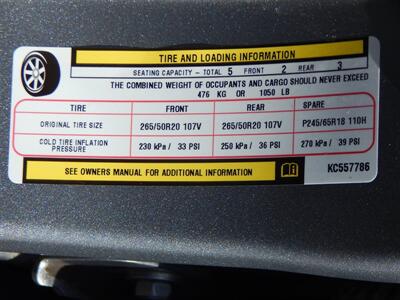 TIRE AND LOADING INFORMATION
SEATING CAPACITY – TOTAL 5 FRONT 2 REAR 3
THE COMBINED WEIGHT OF OCCUPANTS AND CARGO SHOULD NEVER EXCEED
476 KG OR 1050 LB
TIRE FRONT REAR SPARE
ORIGINAL TIRE SIZE 265/50R20 107V 265/50R20 107V P245/65R18 110H
COLD TIRE INFLATION PRESSURE 230 kPa / 33 PSI 250 kPa / 36 PSI 270 kPa / 39 PSI
SEE OWNERS MANUAL FOR ADDITIONAL INFORMATION KC557786